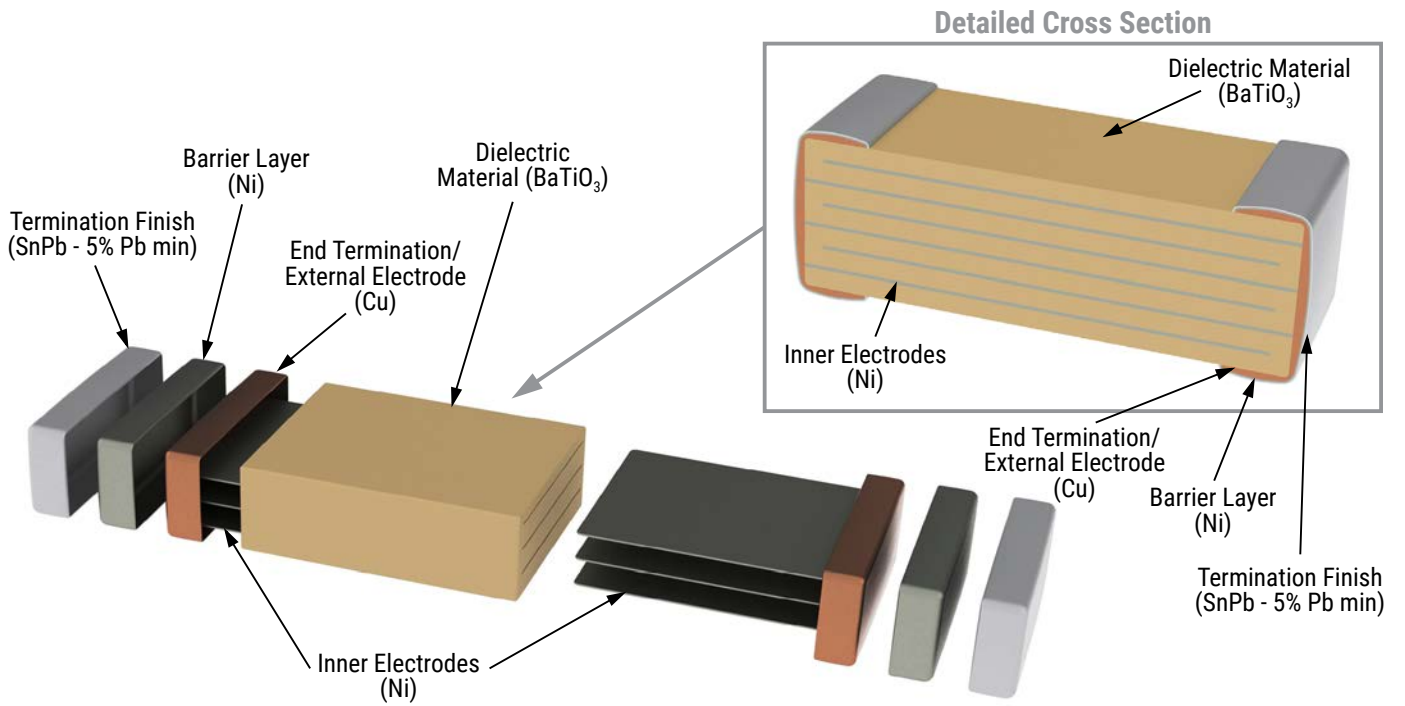 Detailed Cross Section
Dielectric Material
(BaTiO₃)
Inner Electrodes
(Ni)
End Termination/
External Electrode
(Cu)
Barrier Layer
(Ni)
Termination Finish
(SnPb - 5% Pb min)
Dielectric
Material (BaTiO₃)
Barrier Layer
(Ni)
Termination Finish
(SnPb - 5% Pb min)
End Termination/
External Electrode
(Cu)
Inner Electrodes
(Ni)